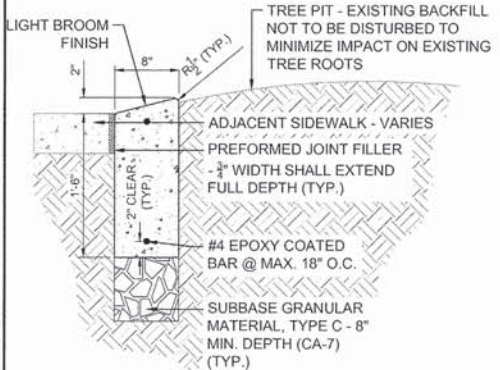 LIGHT BROOM
FINISH
8"
R½" (TYP.)
2"
1'-6"
2" CLEAR
(TYP.)
TREE PIT - EXISTING BACKFILL
NOT TO BE DISTURBED TO
MINIMIZE IMPACT ON EXISTING
TREE ROOTS
ADJACENT SIDEWALK - VARIES
PREFORMED JOINT FILLER
- ¾" WIDTH SHALL EXTEND
FULL DEPTH (TYP.)
#4 EPOXY COATED
BAR @ MAX. 18" O.C.
SUBBASE GRANULAR
MATERIAL, TYPE C - 8"
MIN. DEPTH (CA-7)
(TYP.)